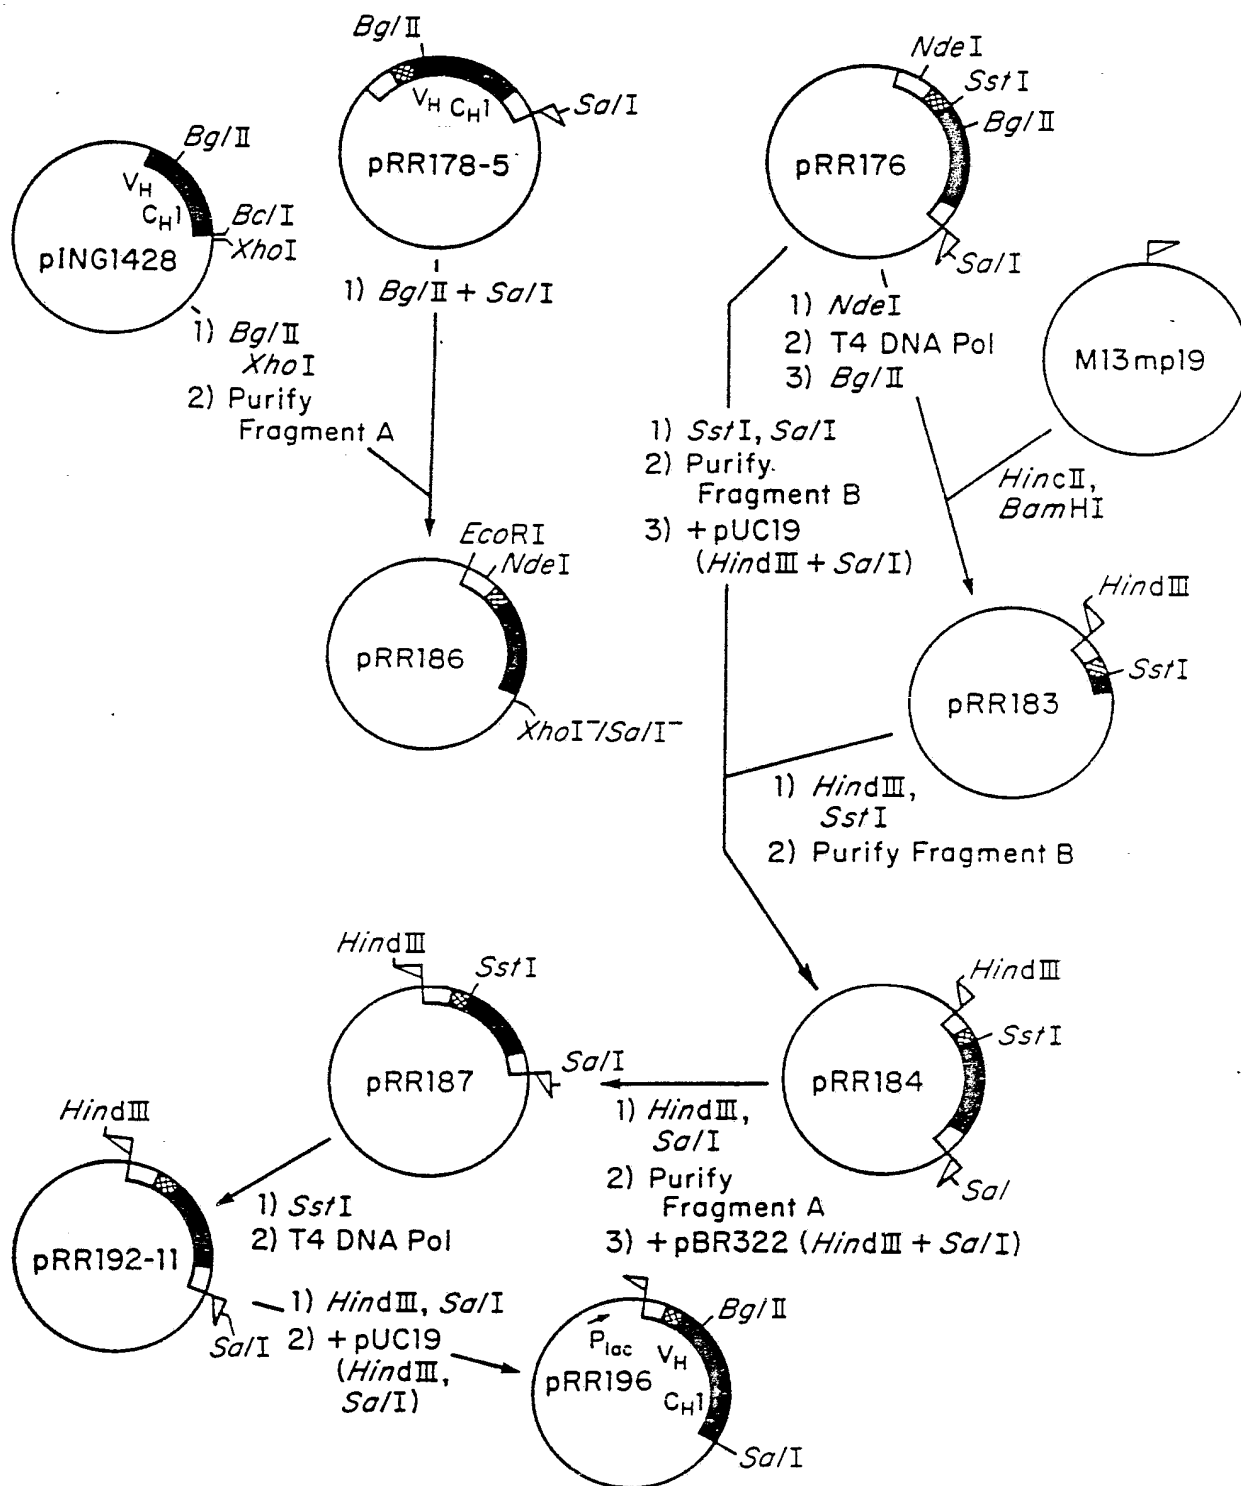 BglII
VH CH1
SalI
pRR178-5
NdeI
SstI
BglII
pRR176
SalI
BglII
VH
CH1
BclI
XhoI
pING1428
1) BglII
XhoI
2) Purify
Fragment A
1) BglII + SalI
1) NdeI
2) T4 DNA Pol
3) BglII
M13mp19
HincII,
BamHI
1) SstI, SalI
2) Purify.
Fragment B
3) +pUC19
(HindIII + SalI)
EcoRI
NdeI
pRR186
XhoI⁻/SalI⁻
HindIII
SstI
pRR183
1) HindIII,
SstI
2) Purify Fragment B
HindIII
SstI
pRR187
SalI
HindIII
SstI
pRR184
Sal
1) HindIII,
SalI
2) Purify
Fragment A
3) +pBR322 (HindIII + SalI)
HindIII
pRR192-11
SalI
1) SstI
2) T4 DNA Pol
1) HindIII, SalI
2) +pUC19
(HindIII,
SalI)
Plac
BglII
VH
pRR196
CH1
SalI